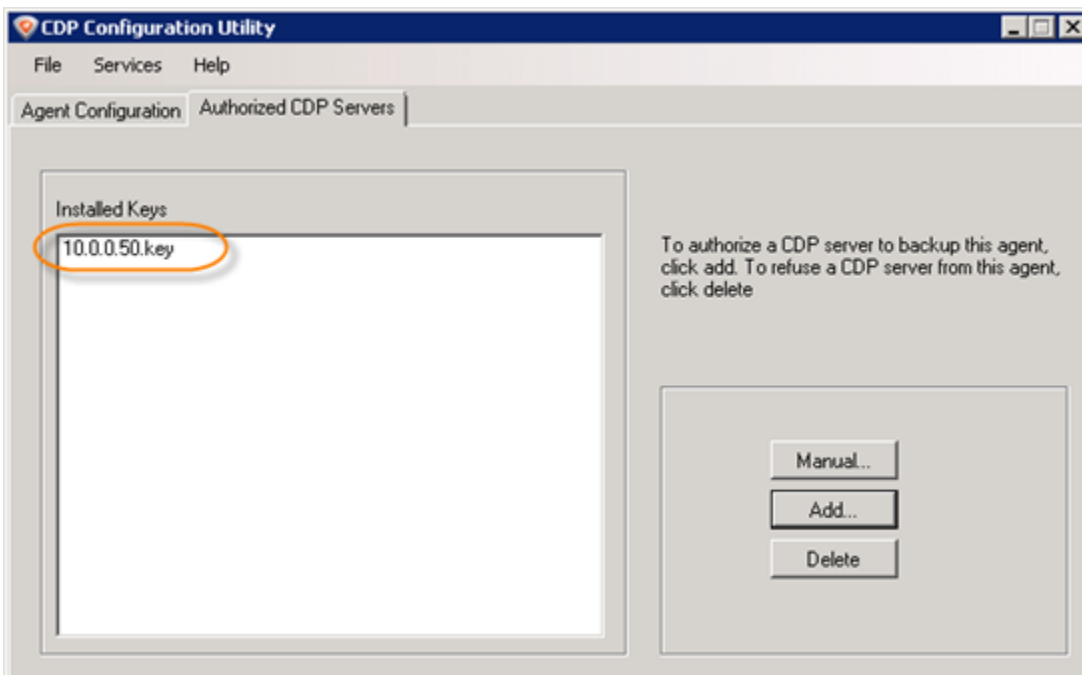 CDP Configuration Utility
File Services Help
Agent Configuration Authorized CDP Servers
Installed Keys
10.0.0.50.key
To authorize a CDP server to backup this agent,
click add. To refuse a CDP server from this agent,
click delete
Manual...
Add...
Delete